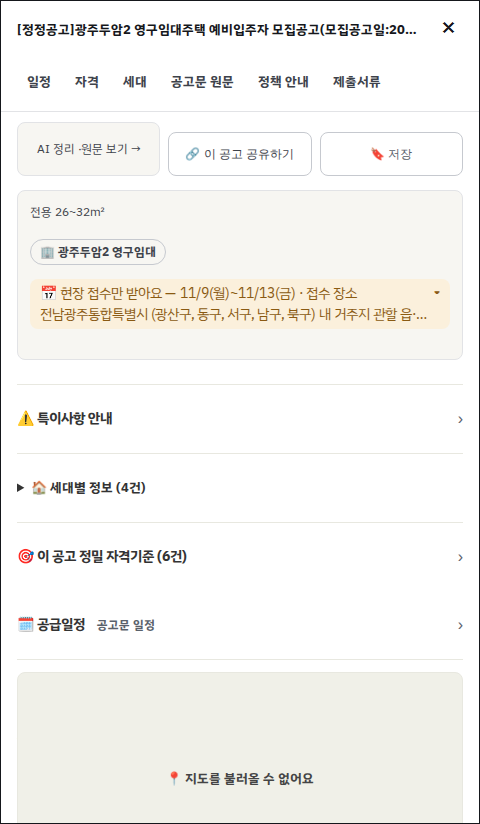 [정정공고]광주두암2 영구임대주택 예비입주자 모집공고(모집공고일:20... ✕
일정 자격 세대 공고문 원문 정책 안내 제출서류
AI 정리 ·원문 보기 →
🔗 이 공고 공유하기
🔖 저장
전용 26~32m²
🏢 광주두암2 영구임대
📅 현장 접수만 받아요 — 11/9(월)~11/13(금) · 접수 장소
전남광주통합특별시 (광산구, 동구, 서구, 남구, 북구) 내 거주지 관할 읍·...
⚠️ 특이사항 안내 ›
▶ 🏠 세대별 정보 (4건)
🎯 이 공고 정밀 자격기준 (6건) ›
🗓️ 공급일정 공고문 일정 ›
📍 지도를 불러올 수 없어요